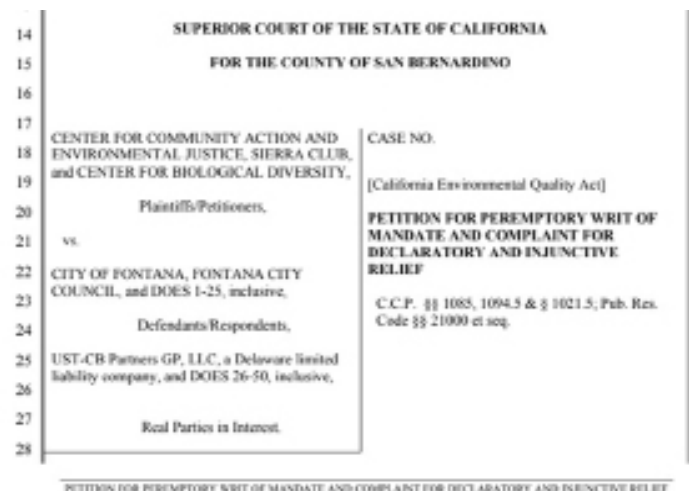 14
SUPERIOR COURT OF THE STATE OF CALIFORNIA
15
FOR THE COUNTY OF SAN BERNARDINO
16
17
18
19
20
21
22
23
24
25
26
27
28
CENTER FOR COMMUNITY ACTION AND
ENVIRONMENTAL JUSTICE, SIERRA CLUB,
and CENTER FOR BIOLOGICAL DIVERSITY,
Plaintiffs/Petitioners,
vs.
CITY OF FONTANA, FONTANA CITY
COUNCIL, and DOES 1-25, inclusive,
Defendants/Respondents,
UST-CB Partners GP, LLC, a Delaware limited
liability company, and DOES 26-50, inclusive,
Real Parties in Interest.
CASE NO.
[California Environmental Quality Act]
PETITION FOR PEREMPTORY WRIT OF
MANDATE AND COMPLAINT FOR
DECLARATORY AND INJUNCTIVE
RELIEF
C.C.P. §§ 1085, 1094.5 & § 1021.5; Pub. Res.
Code §§ 21000 et seq.
PETITION FOR PEREMPTORY WRIT OF MANDATE AND COMPLAINT FOR DECLARATORY AND INJUNCTIVE RELIEF